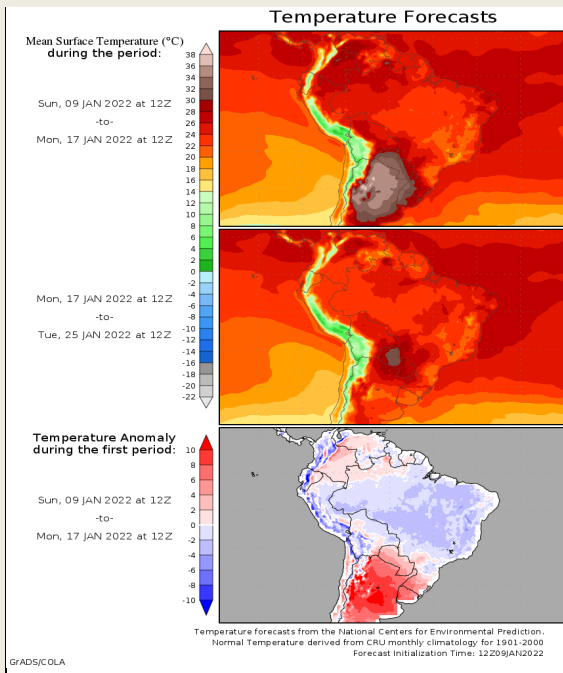 Temperature Forecasts
Mean Surface Temperature (°C)
during the period:
Sun, 09 JAN 2022 at 12Z
-to-
Mon, 17 JAN 2022 at 12Z
38
36
34
32
30
28
26
24
22
20
18
16
14
12
10
8
6
4
2
0
-2
-4
-6
-8
-10
-12
-14
-16
-18
-20
-22
Mon, 17 JAN 2022 at 12Z
-to-
Tue, 25 JAN 2022 at 12Z
Temperature Anomaly
during the first period:
Sun, 09 JAN 2022 at 12Z
-to-
Mon, 17 JAN 2022 at 12Z
10
8
6
4
2
0
-2
-4
-6
-8
-10
Temperature forecasts from the National Centers for Environmental Prediction.
Normal Temperature derived from CRU monthly climatology for 1901-2000
Forecast Initialization Time: 12Z09JAN2022
GrADS/COLA